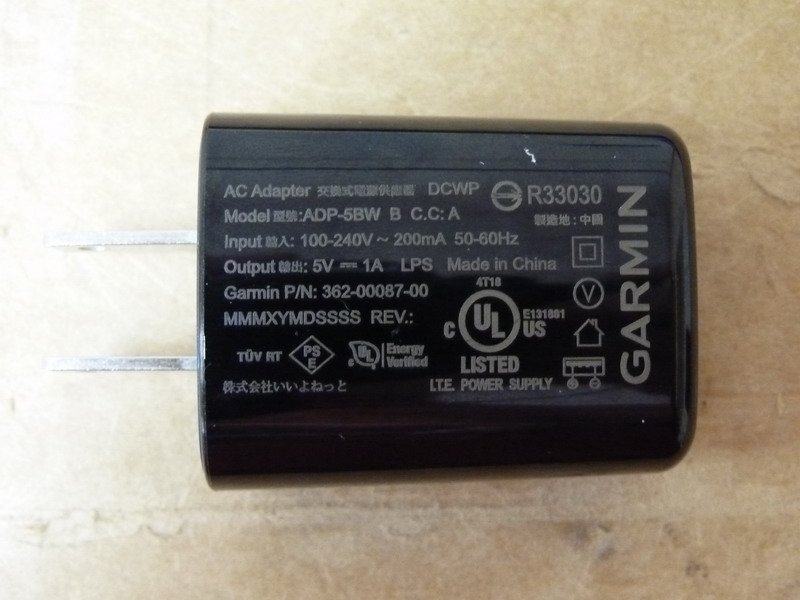 AC Adapter 交換式電源供應器 DCWP R33030
Model 型號:ADP-5BW B C.C: A
製造地: 中國
Input 輸入: 100-240V ~ 200mA 50-60Hz
Output 輸出: 5V ⎓ 1A LPS Made in China
Garmin P/N: 362-00087-00
MMMXYMDSSSS REV.:
TÜV RT
PS
E
c UL Energy
Verified
株式会社いいよねっと
4T18
c UL US
E131881
LISTED
I.T.E. POWER SUPPLY
V
GARMIN